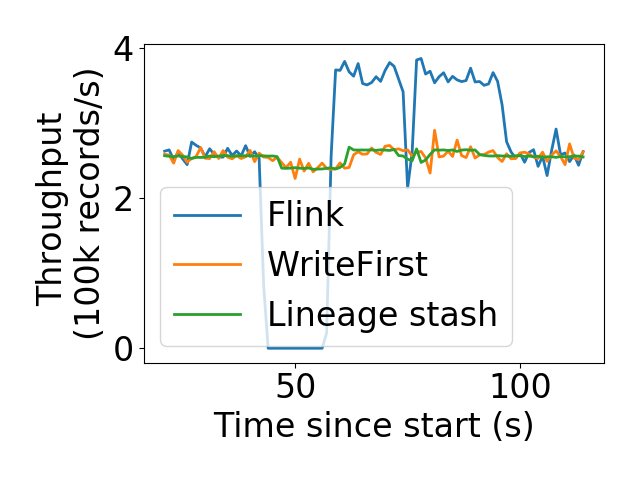 Throughput
(100k records/s)
4
2
0
Flink
WriteFirst
Lineage stash
50
100
Time since start (s)